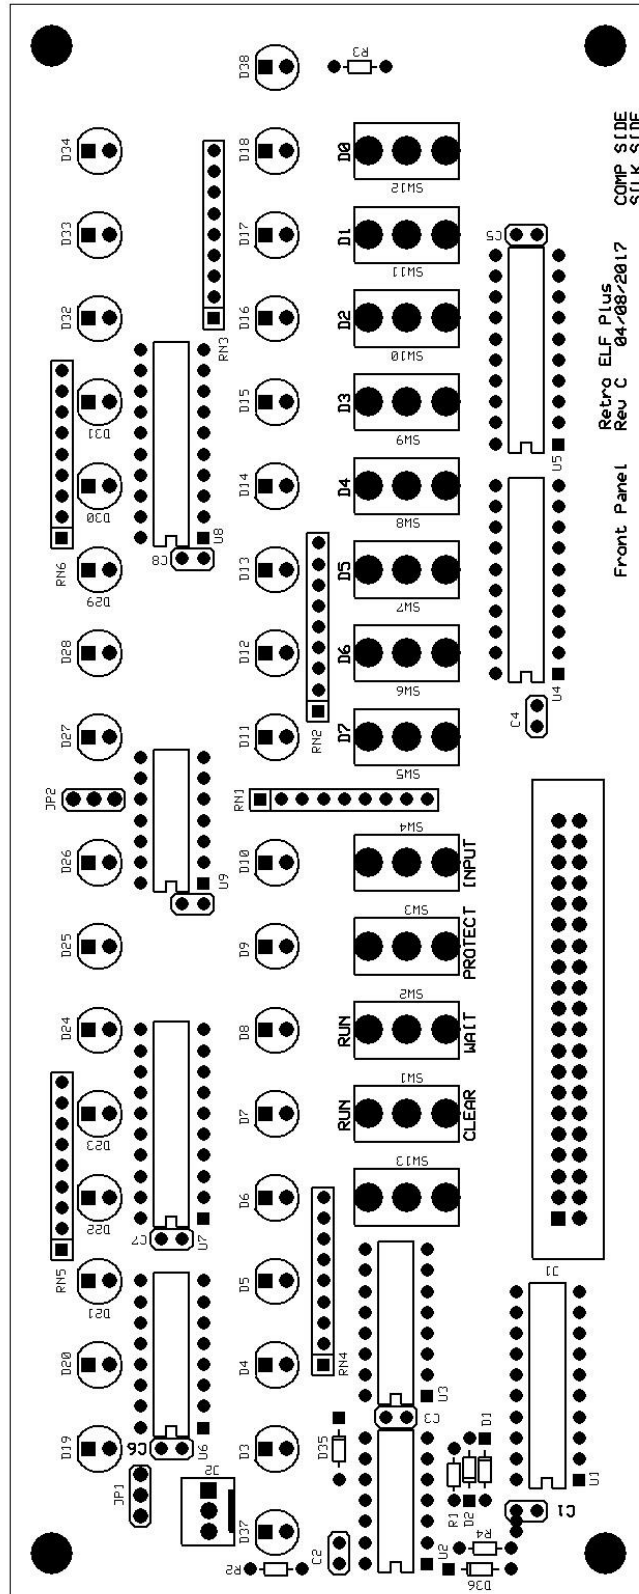 D38
R3
D34
D18
D0
SW12
COMP SIDE
SILK SIDE
D33
D17
D1
SW11
C5
D32
D16
D2
SW10
RN3
Retro ELF Plus
Rev C 04/08/2017
Front Panel
D31
D15
D3
SW9
U5
D30
D14
D4
SW8
RN6
C8
U8
D29
D13
D5
SW7
D28
D12
D6
SW6
U4
RN2
C4
D27
D11
D7
SW5
JP2
RN1
SW4
D26
U9
D10
INPUT
SW3
D25
D9
PROTECT
SW2
D24
D8
RUN
WAIT
SW1
D23
D7
RUN
CLEAR
SW13
D22
D6
C7
U7
RN5
J1
D21
D5
D20
D4
RN4
U3
D19
C6
U6
D3
D35
C3
D1
JP1
J2
R1
D2
U1
C1
D37
R2
C2
U2
R4
D36